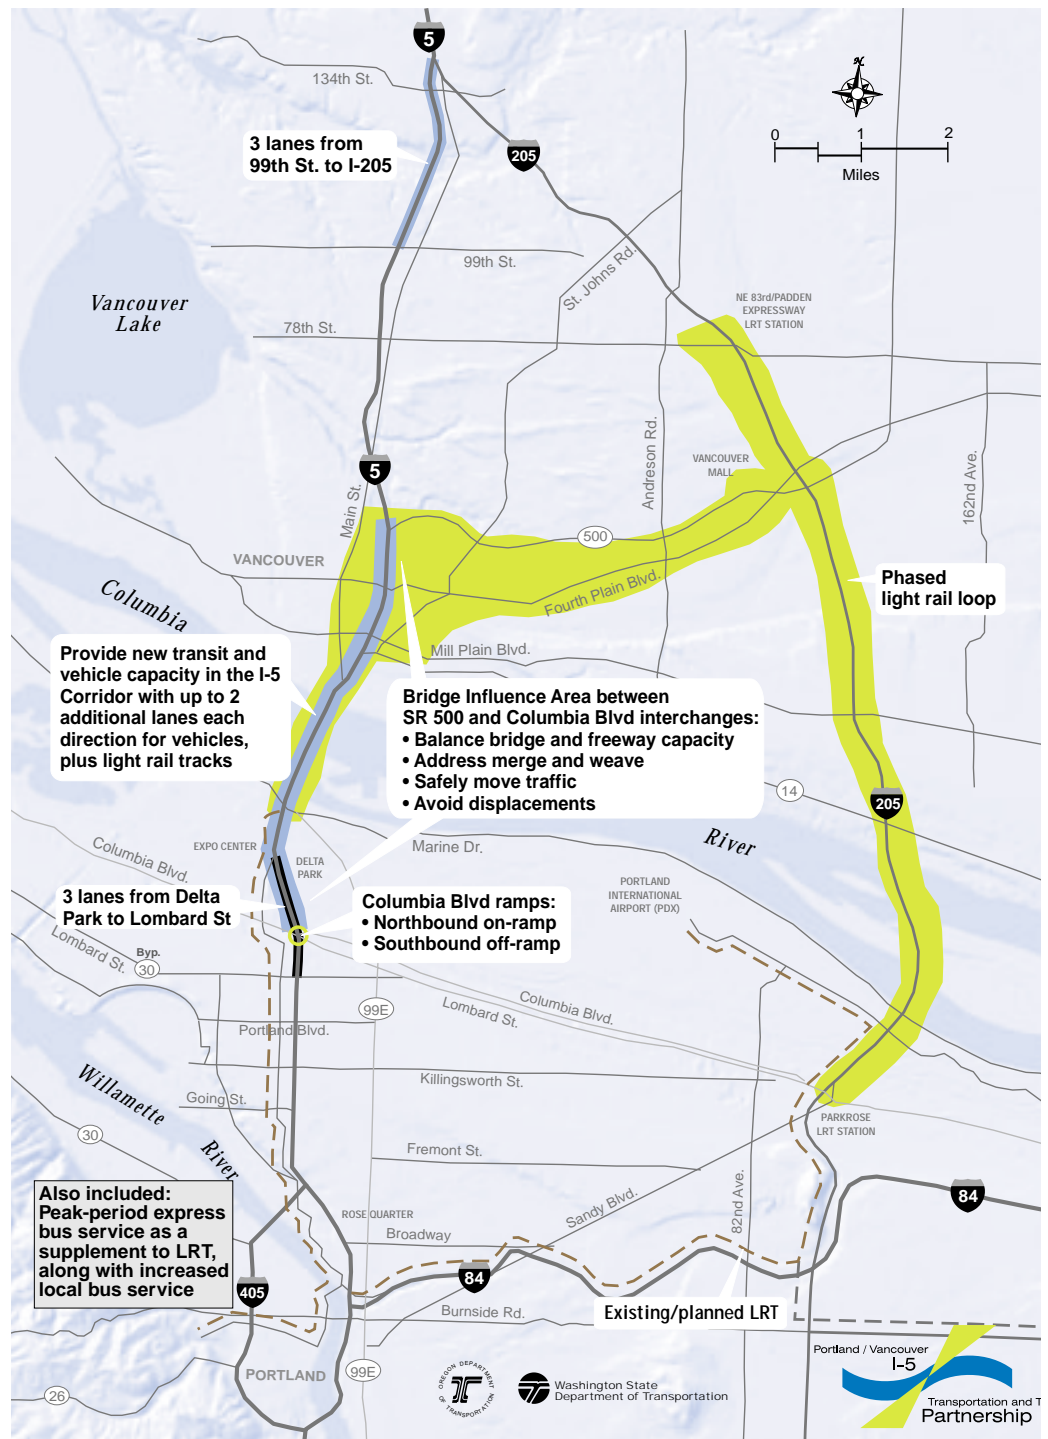 5
N
134th St.
0 1 2
Miles
3 lanes from
99th St. to I-205
205
99th St.
St. Johns Rd.
Vancouver
Lake
NE 83rd/PADDEN
EXPRESSWAY
LRT STATION
78th St.
Andreson Rd.
VANCOUVER
MALL
162nd Ave.
5
Main St.
500
VANCOUVER
Fourth Plain Blvd.
Phased
light rail loop
Columbia
Mill Plain Blvd.
Provide new transit and
vehicle capacity in the I-5
Corridor with up to 2
additional lanes each
direction for vehicles,
plus light rail tracks
Bridge Influence Area between
SR 500 and Columbia Blvd interchanges:
• Balance bridge and freeway capacity
• Address merge and weave
• Safely move traffic
• Avoid displacements
14
205
River
EXPO CENTER
Marine Dr.
Columbia Blvd.
DELTA
PARK
PORTLAND
INTERNATIONAL
AIRPORT (PDX)
3 lanes from Delta
Park to Lombard St
Columbia Blvd ramps:
• Northbound on-ramp
• Southbound off-ramp
Lombard St.
Byp.
30
99E
Lombard St.
Columbia Blvd.
Portland Blvd.
Willamette
River
Killingsworth St.
Going St.
30
PARKROSE
LRT STATION
Fremont St.
82nd Ave.
Sandy Blvd.
84
Also included:
Peak-period express
bus service as a
supplement to LRT,
along with increased
local bus service
ROSE QUARTER
Broadway
84
405
Burnside Rd.
Existing/planned LRT
PORTLAND
99E
26
OREGON DEPARTMENT
OF TRANSPORTATION
Washington State
Department of Transportation
Portland / Vancouver
I-5
Transportation and T
Partnership